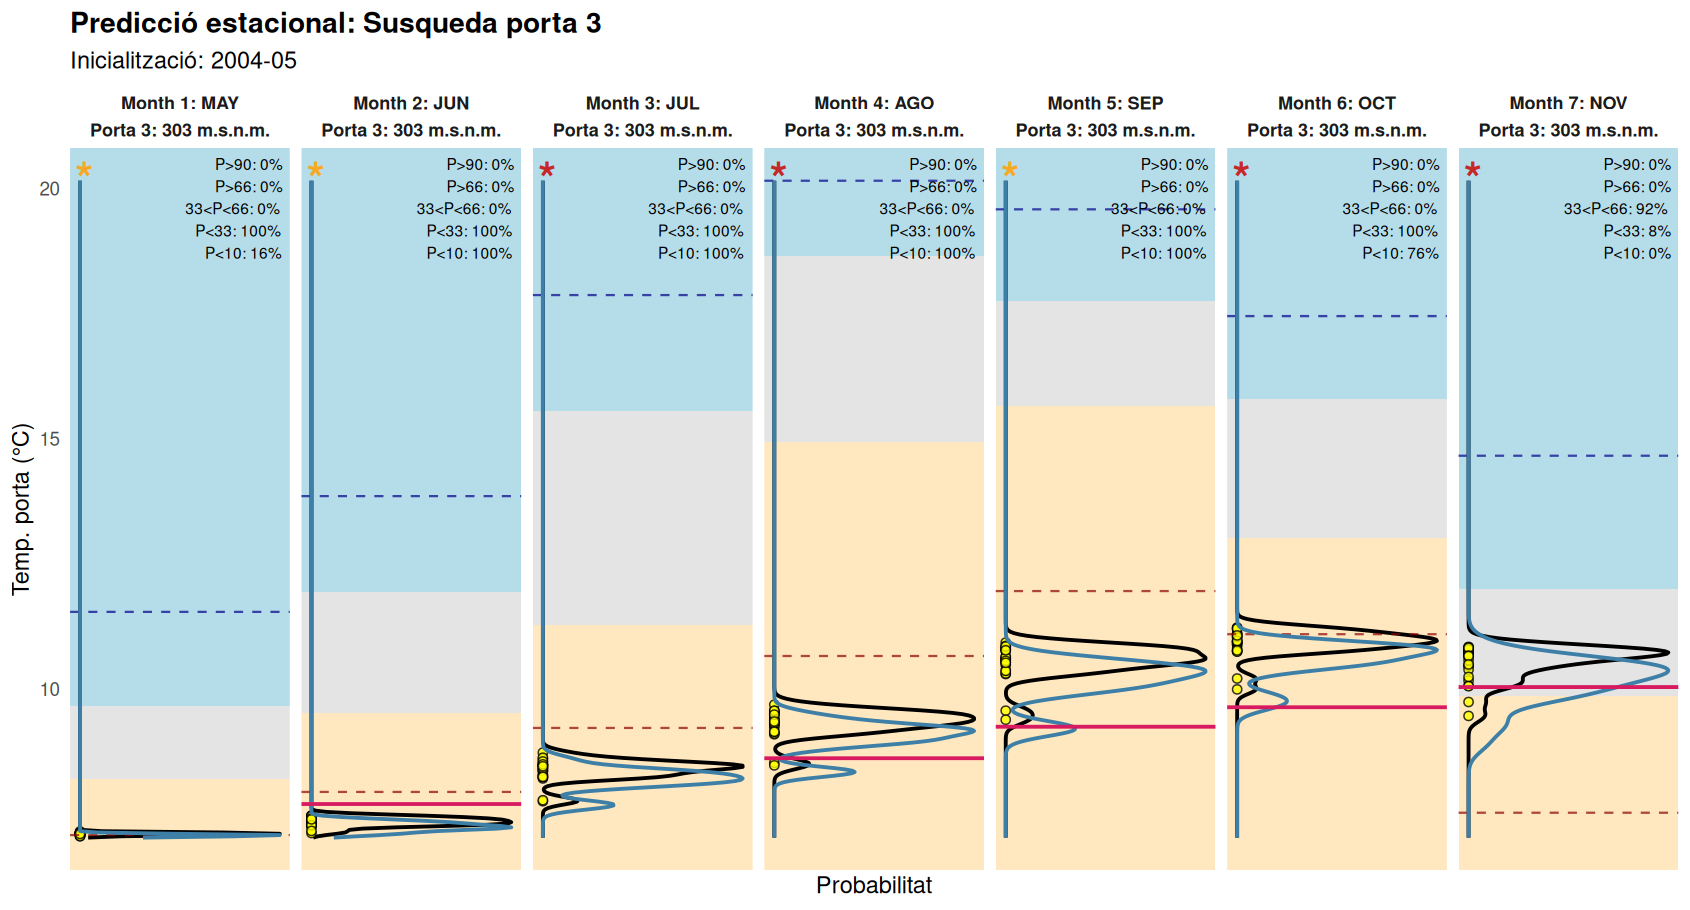 Predicció estacional: Susqueda porta 3
Inicialització: 2004-05
Month 1: MAY
Porta 3: 303 m.s.n.m.
Month 2: JUN
Porta 3: 303 m.s.n.m.
Month 3: JUL
Porta 3: 303 m.s.n.m.
Month 4: AGO
Porta 3: 303 m.s.n.m.
Month 5: SEP
Porta 3: 303 m.s.n.m.
Month 6: OCT
Porta 3: 303 m.s.n.m.
Month 7: NOV
Porta 3: 303 m.s.n.m.
*
P>90: 0%
P>66: 0%
33<P<66: 0%
P<33: 100%
P<10: 16%
*
P>90: 0%
P>66: 0%
33<P<66: 0%
P<33: 100%
P<10: 100%
*
P>90: 0%
P>66: 0%
33<P<66: 0%
P<33: 100%
P<10: 100%
*
P>90: 0%
P>66: 0%
33<P<66: 0%
P<33: 100%
P<10: 100%
*
P>90: 0%
P>66: 0%
33<P<66: 0%
P<33: 100%
P<10: 100%
*
P>90: 0%
P>66: 0%
33<P<66: 0%
P<33: 100%
P<10: 76%
*
P>90: 0%
P>66: 0%
33<P<66: 92%
P<33: 8%
P<10: 0%
20
15
10
Temp. porta (°C)
Probabilitat